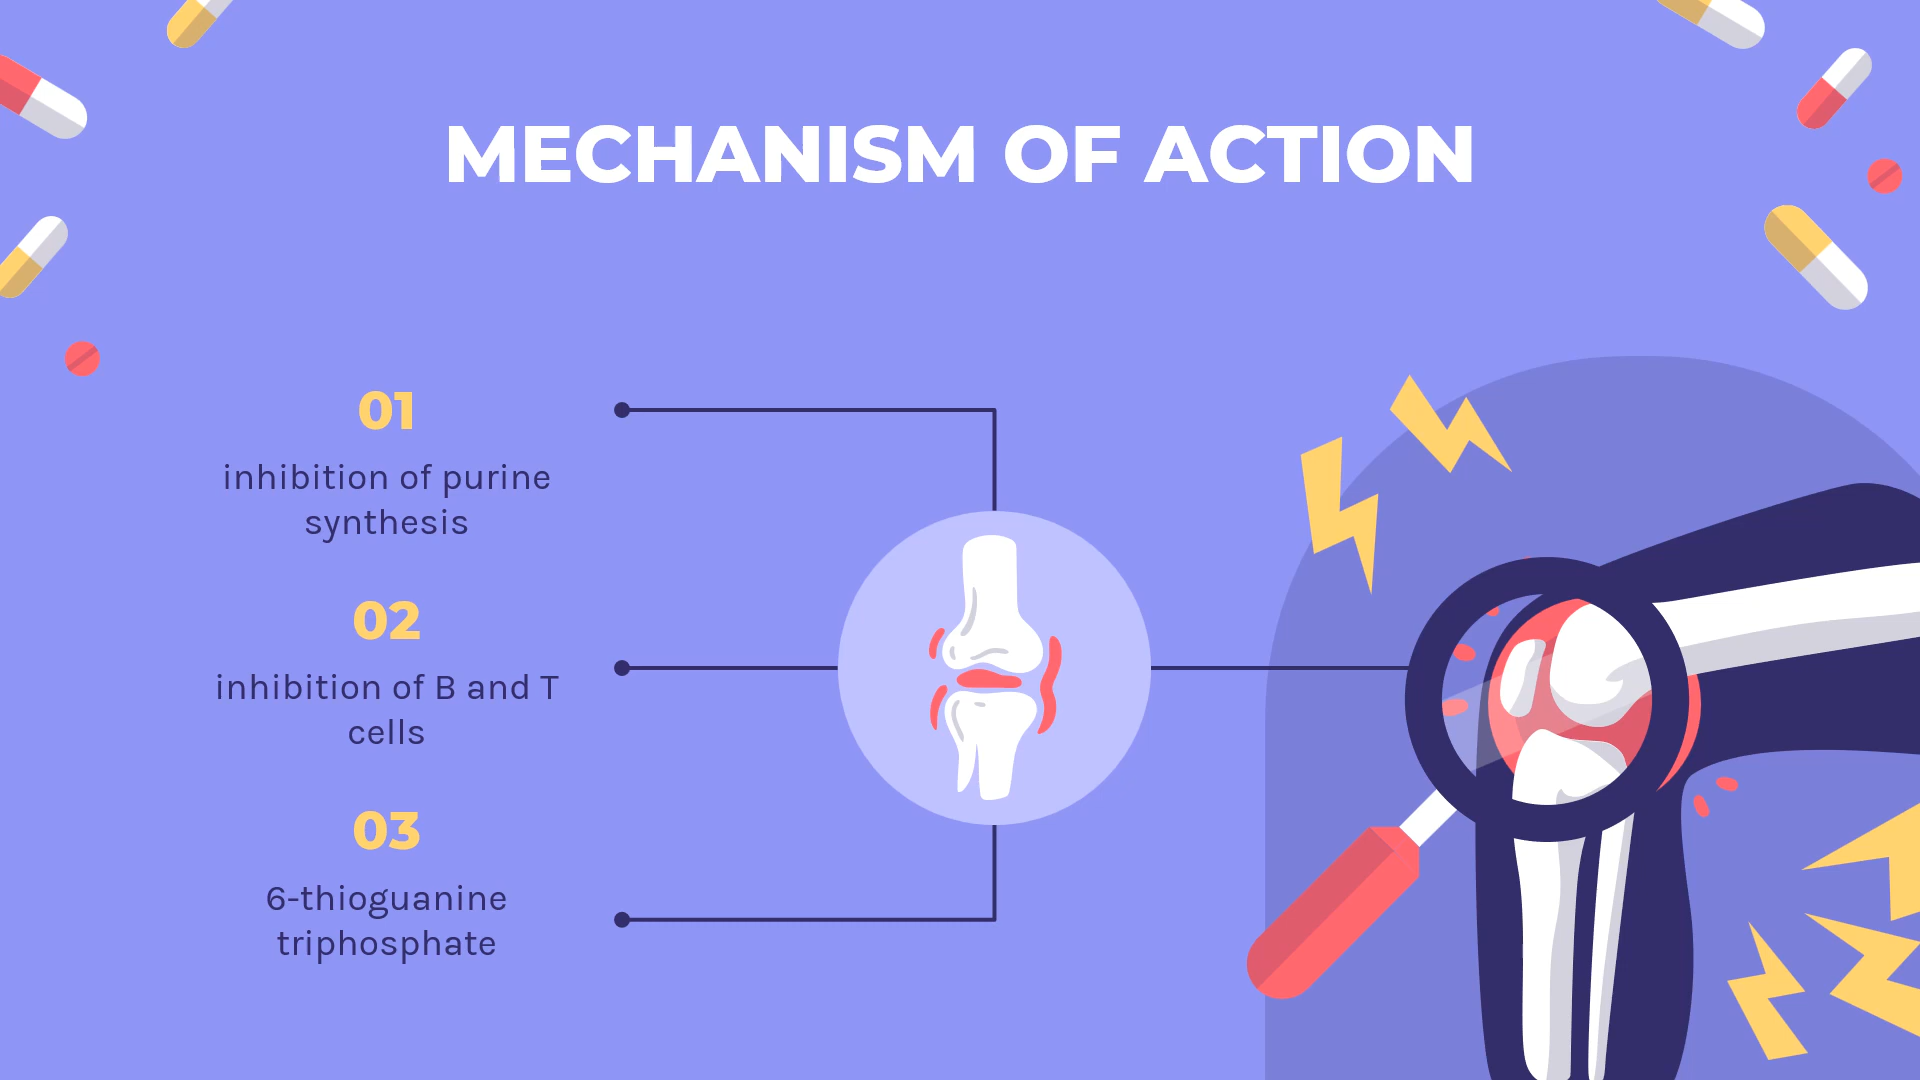 MECHANISM OF ACTION
01
inhibition of purine
synthesis
02
inhibition of B and T
cells
03
6-thioguanine
triphosphate